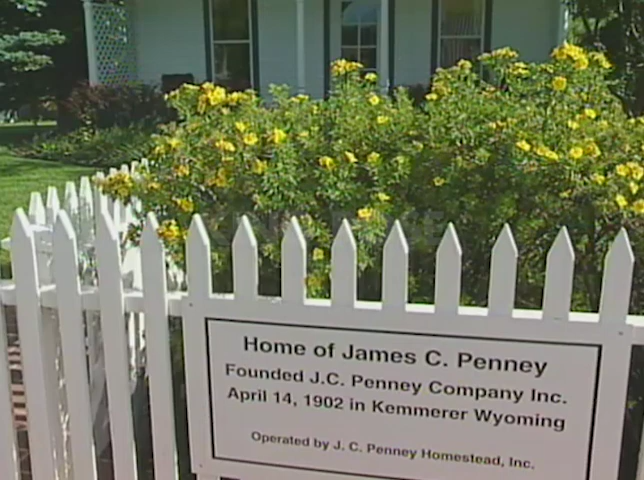 Home of James C. Penney
Founded J.C. Penney Company Inc.
April 14, 1902 in Kemmerer Wyoming
Operated by J. C. Penney Homestead, Inc.